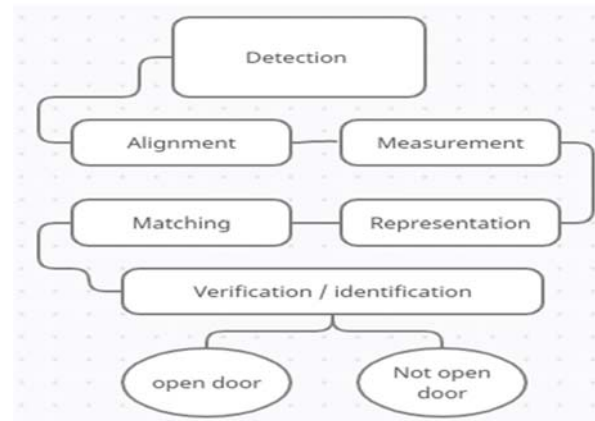 Detection
Alignment
Measurement
Matching
Representation
Verification / identification
open door
Not open
door